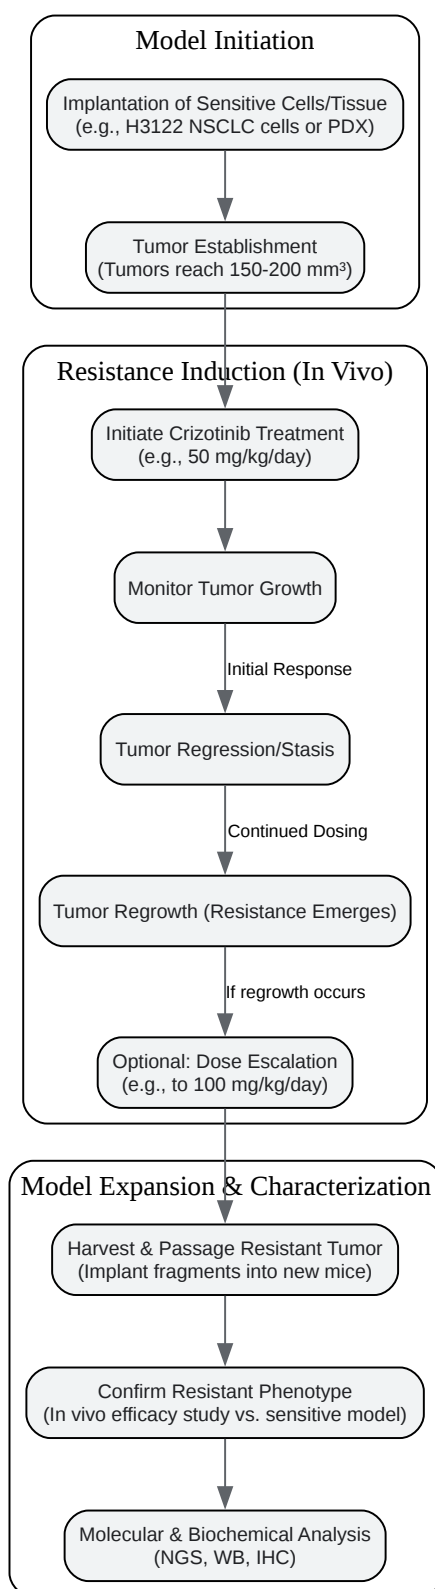 Model Initiation
Implantation of Sensitive Cells/Tissue
(e.g., H3122 NSCLC cells or PDX)
Tumor Establishment
(Tumors reach 150-200 mm³)
Resistance Induction (In Vivo)
Initiate Crizotinib Treatment
(e.g., 50 mg/kg/day)
Monitor Tumor Growth
Initial Response
Tumor Regression/Stasis
Continued Dosing
Tumor Regrowth (Resistance Emerges)
If regrowth occurs
Optional: Dose Escalation
(e.g., to 100 mg/kg/day)
Model Expansion & Characterization
Harvest & Passage Resistant Tumor
(Implant fragments into new mice)
Confirm Resistant Phenotype
(In vivo efficacy study vs. sensitive model)
Molecular & Biochemical Analysis
(NGS, WB, IHC)